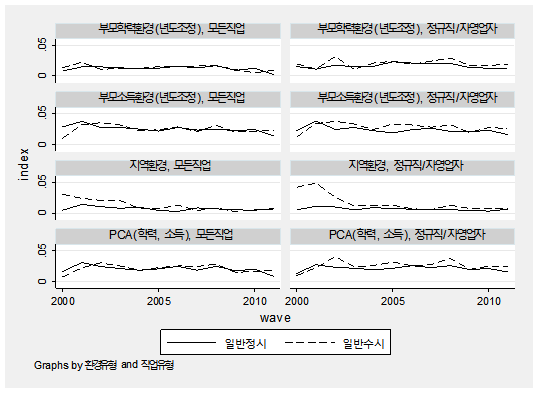 부모학력환경(년도조정), 모든직업
부모학력환경(년도조정), 정규직/자영업자
0 .05
부모소득환경(년도조정), 모든직업
부모소득환경(년도조정), 정규직/자영업자
0 .05
지역환경, 모든직업
지역환경, 정규직/자영업자
0 .05
PCA(학력, 소득), 모든직업
PCA(학력, 소득), 정규직/자영업자
0 .05
index
2000 2005 2010 2000 2005 2010
wave
일반정시 일반수시
Graphs by 환경유형 and 직업유형